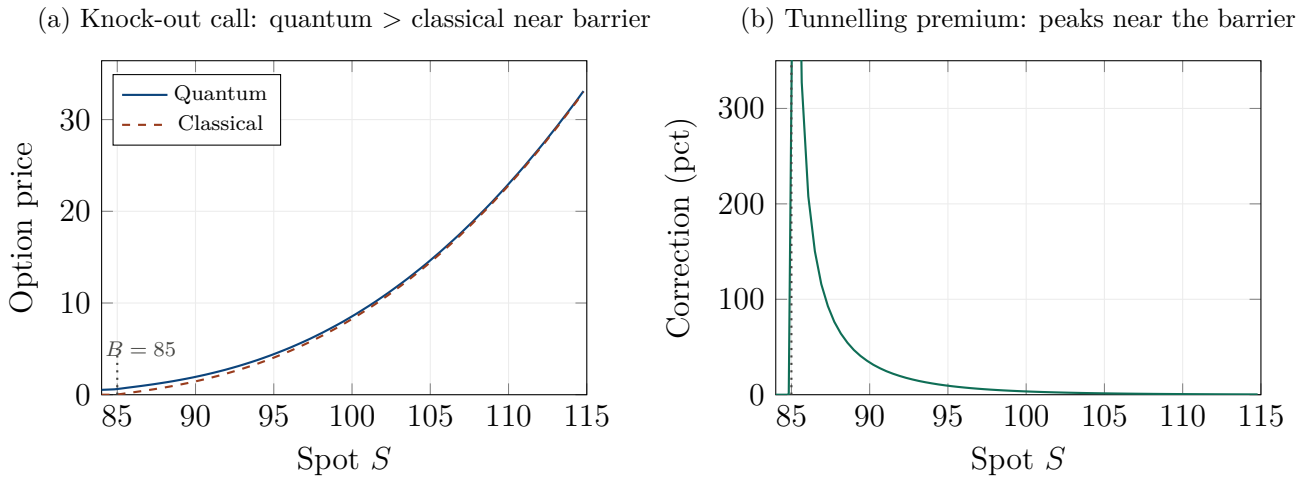 (a) Knock-out call: quantum > classical near barrier
Quantum
Classical
Option price
30
20
10
0
B = 85
85 90 95 100 105 110 115
Spot S
(b) Tunnelling premium: peaks near the barrier
Correction (pct)
300
200
100
0
85 90 95 100 105 110 115
Spot S